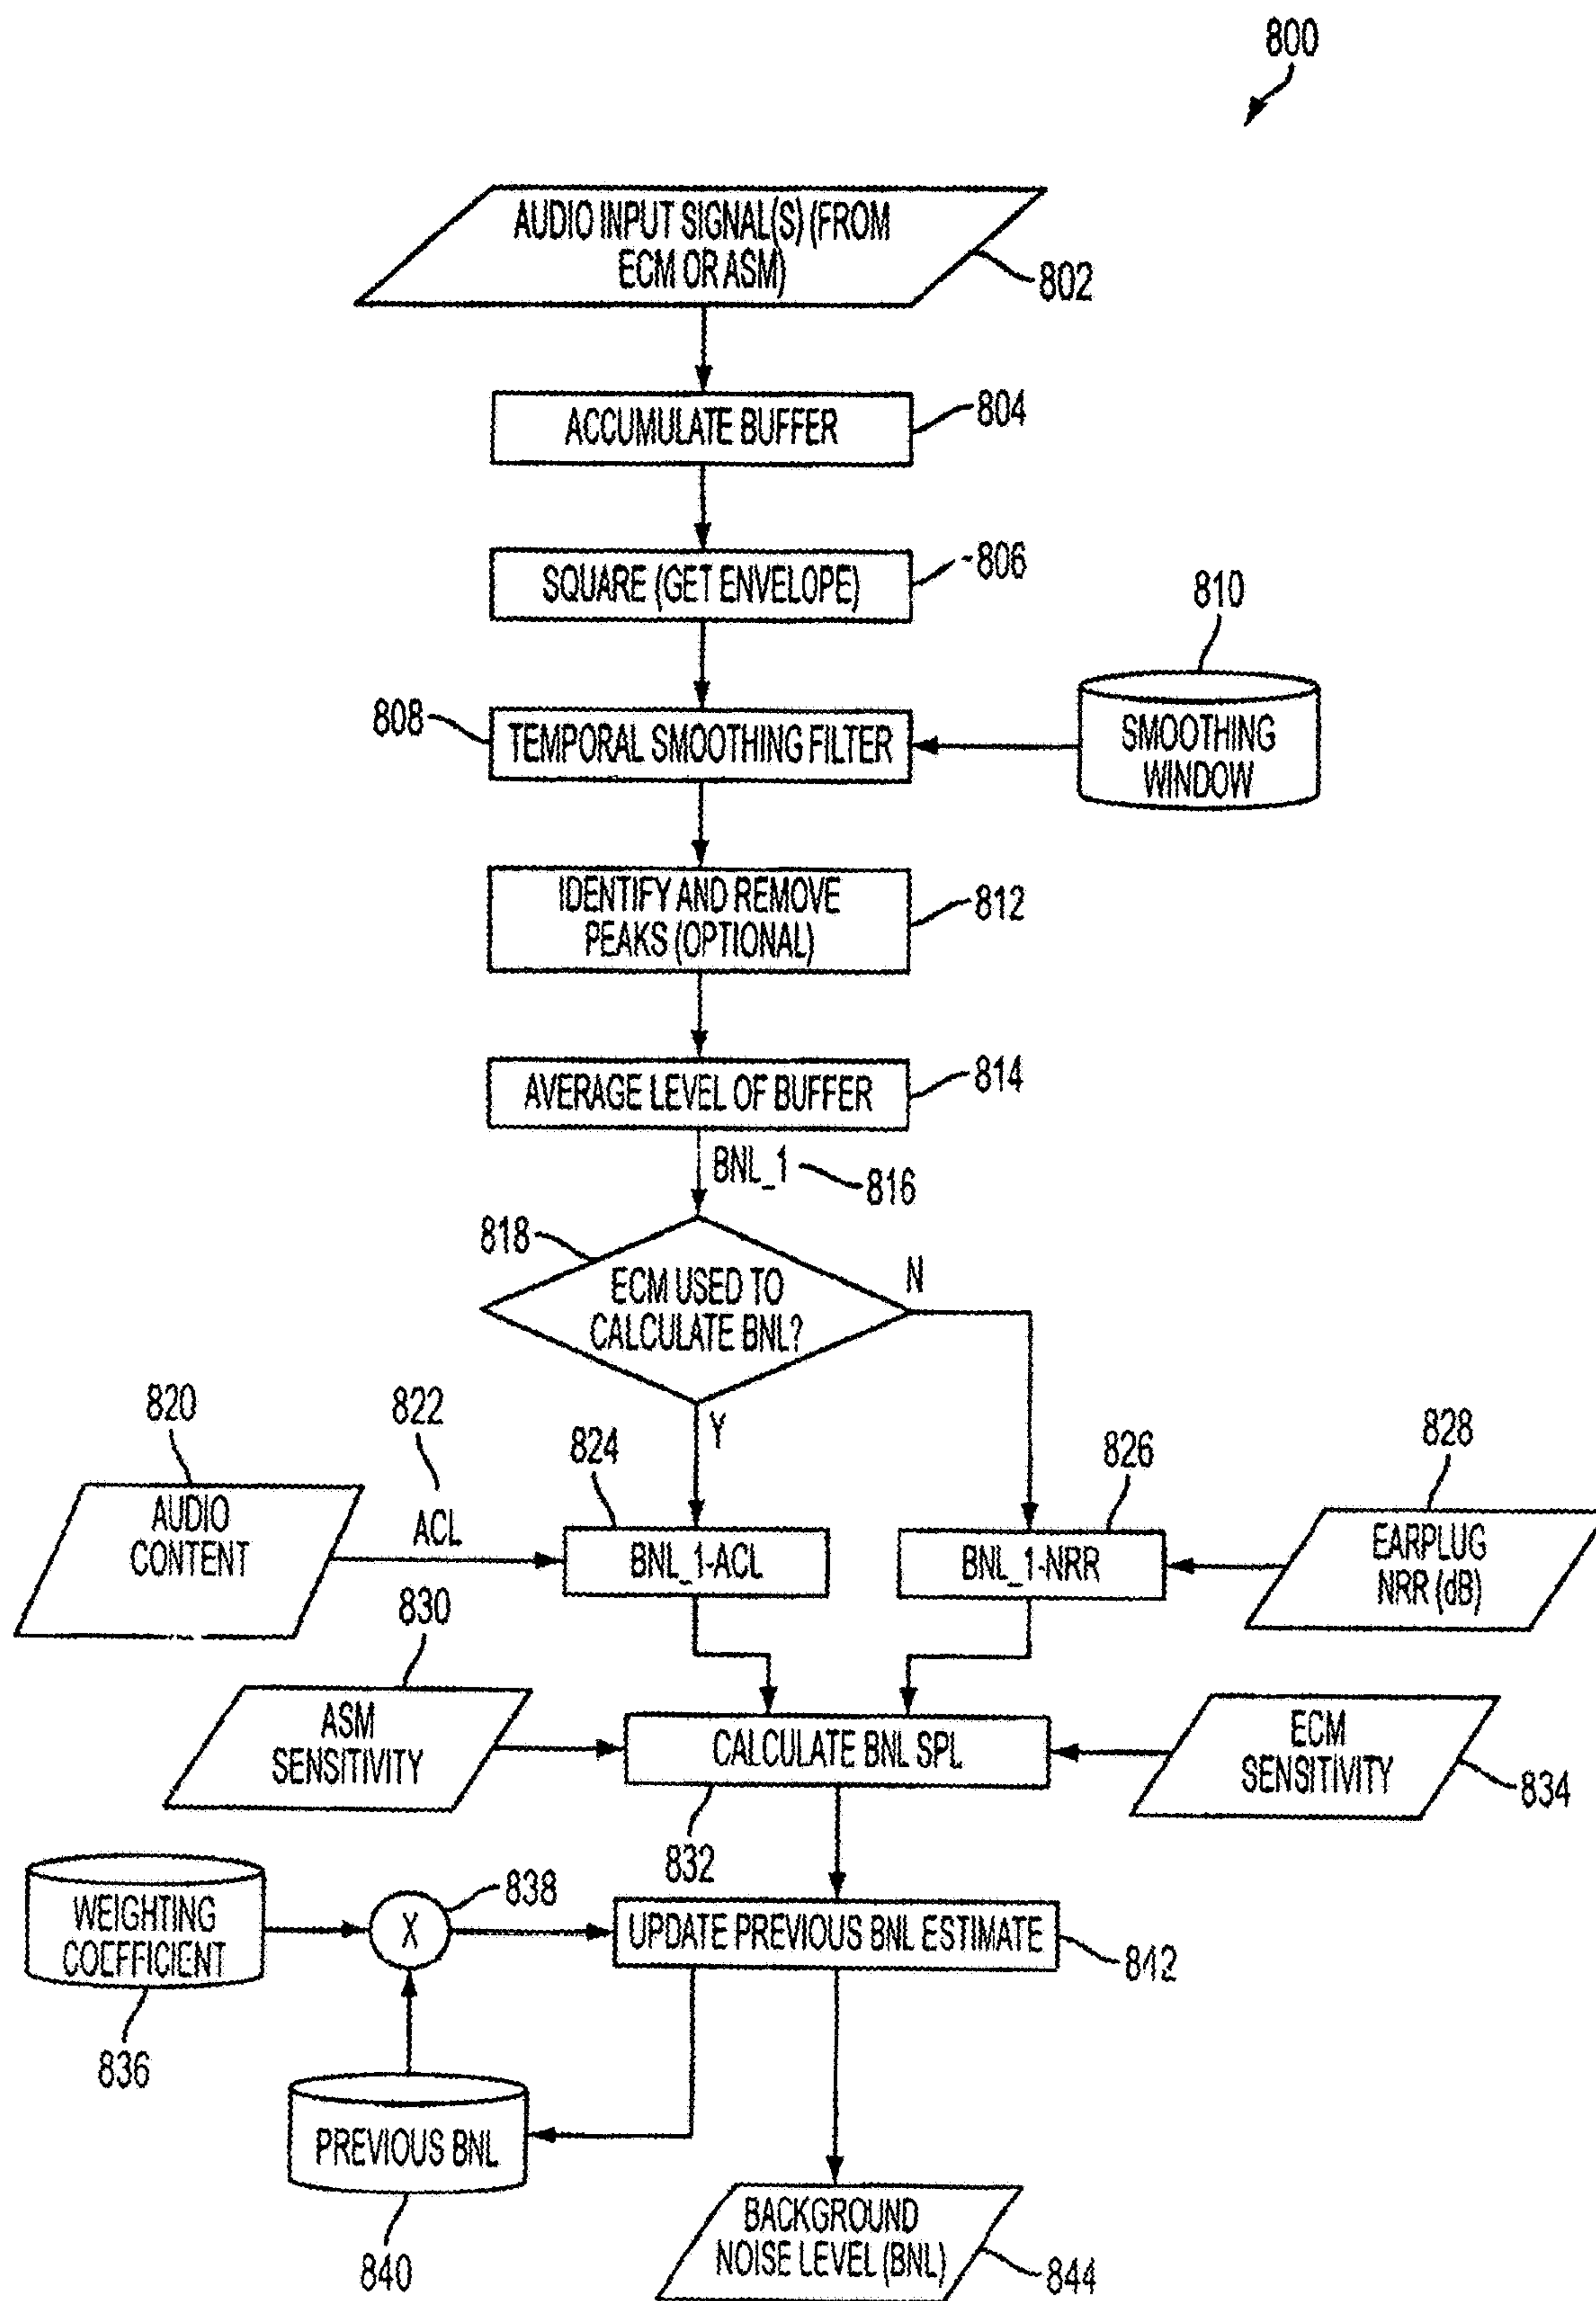 800
AUDIO INPUT SIGNAL(S) (FROM
ECM OR ASM)
802
ACCUMULATE BUFFER
804
SQUARE (GET ENVELOPE)
806
810
808
TEMPORAL SMOOTHING FILTER
SMOOTHING
WINDOW
IDENTIFY AND REMOVE
PEAKS (OPTIONAL)
812
AVERAGE LEVEL OF BUFFER
814
BNL_1
816
818
ECM USED TO
CALCULATE BNL?
N
Y
820
822
824
826
828
AUDIO
CONTENT
ACL
BNL_1-ACL
BNL_1-NRR
EARPLUG
NRR (dB)
830
ASM
SENSITIVITY
CALCULATE BNL SPL
ECM
SENSITIVITY
834
832
WEIGHTING
COEFFICIENT
X
838
UPDATE PREVIOUS BNL ESTIMATE
842
836
PREVIOUS BNL
840
BACKGROUND
NOISE LEVEL (BNL)
844